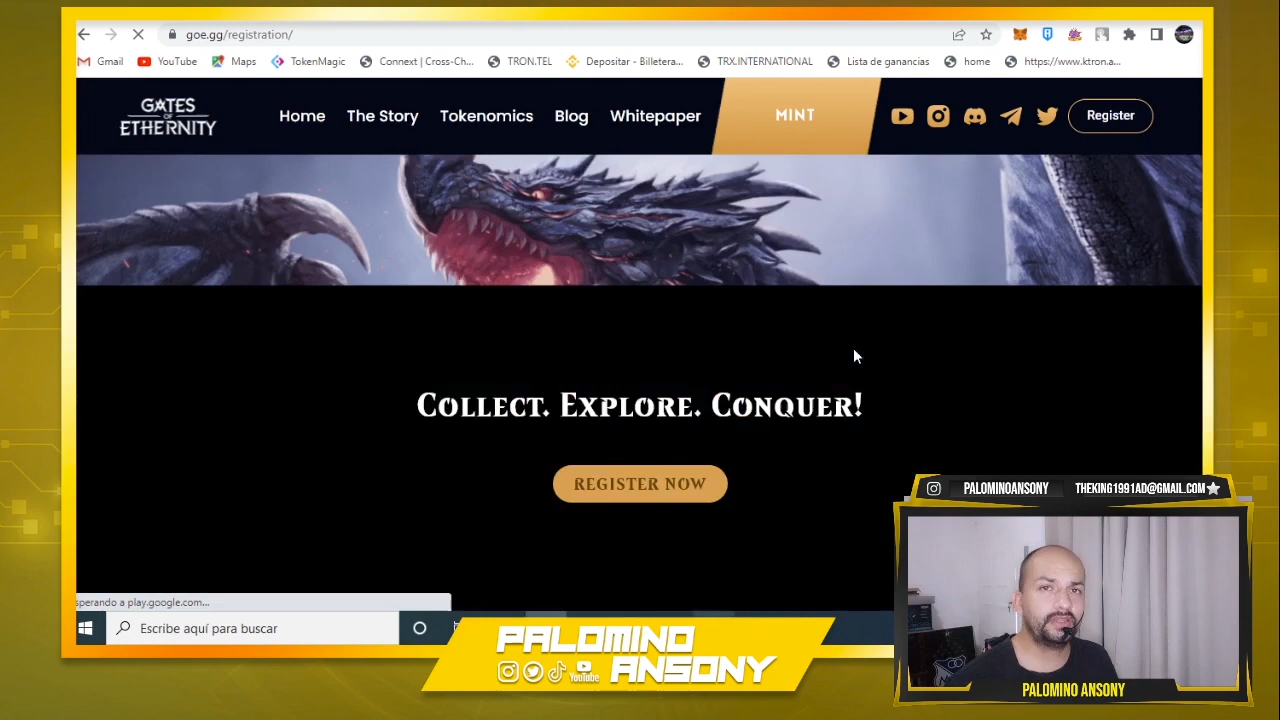 goe.gg/registration/
Gmail
YouTube
Maps
TokenMagic
Connext | Cross-Ch...
TRON.TEL
Depositar - Billetera...
TRX.INTERNATIONAL
Lista de ganancias
home
https://www.ktron.a...
GATES
OF
ETHERNITY
Home
The Story
Tokenomics
Blog
Whitepaper
MINT
Register
COLLECT. EXPLORE. CONQUER!
REGISTER NOW
PALOMINOANSONY
THEKING1991AD@GMAIL.COM
sperando a play.google.com...
Escribe aquí para buscar
PALOMINO
YouTube
ANSONY
PALOMINO ANSONY